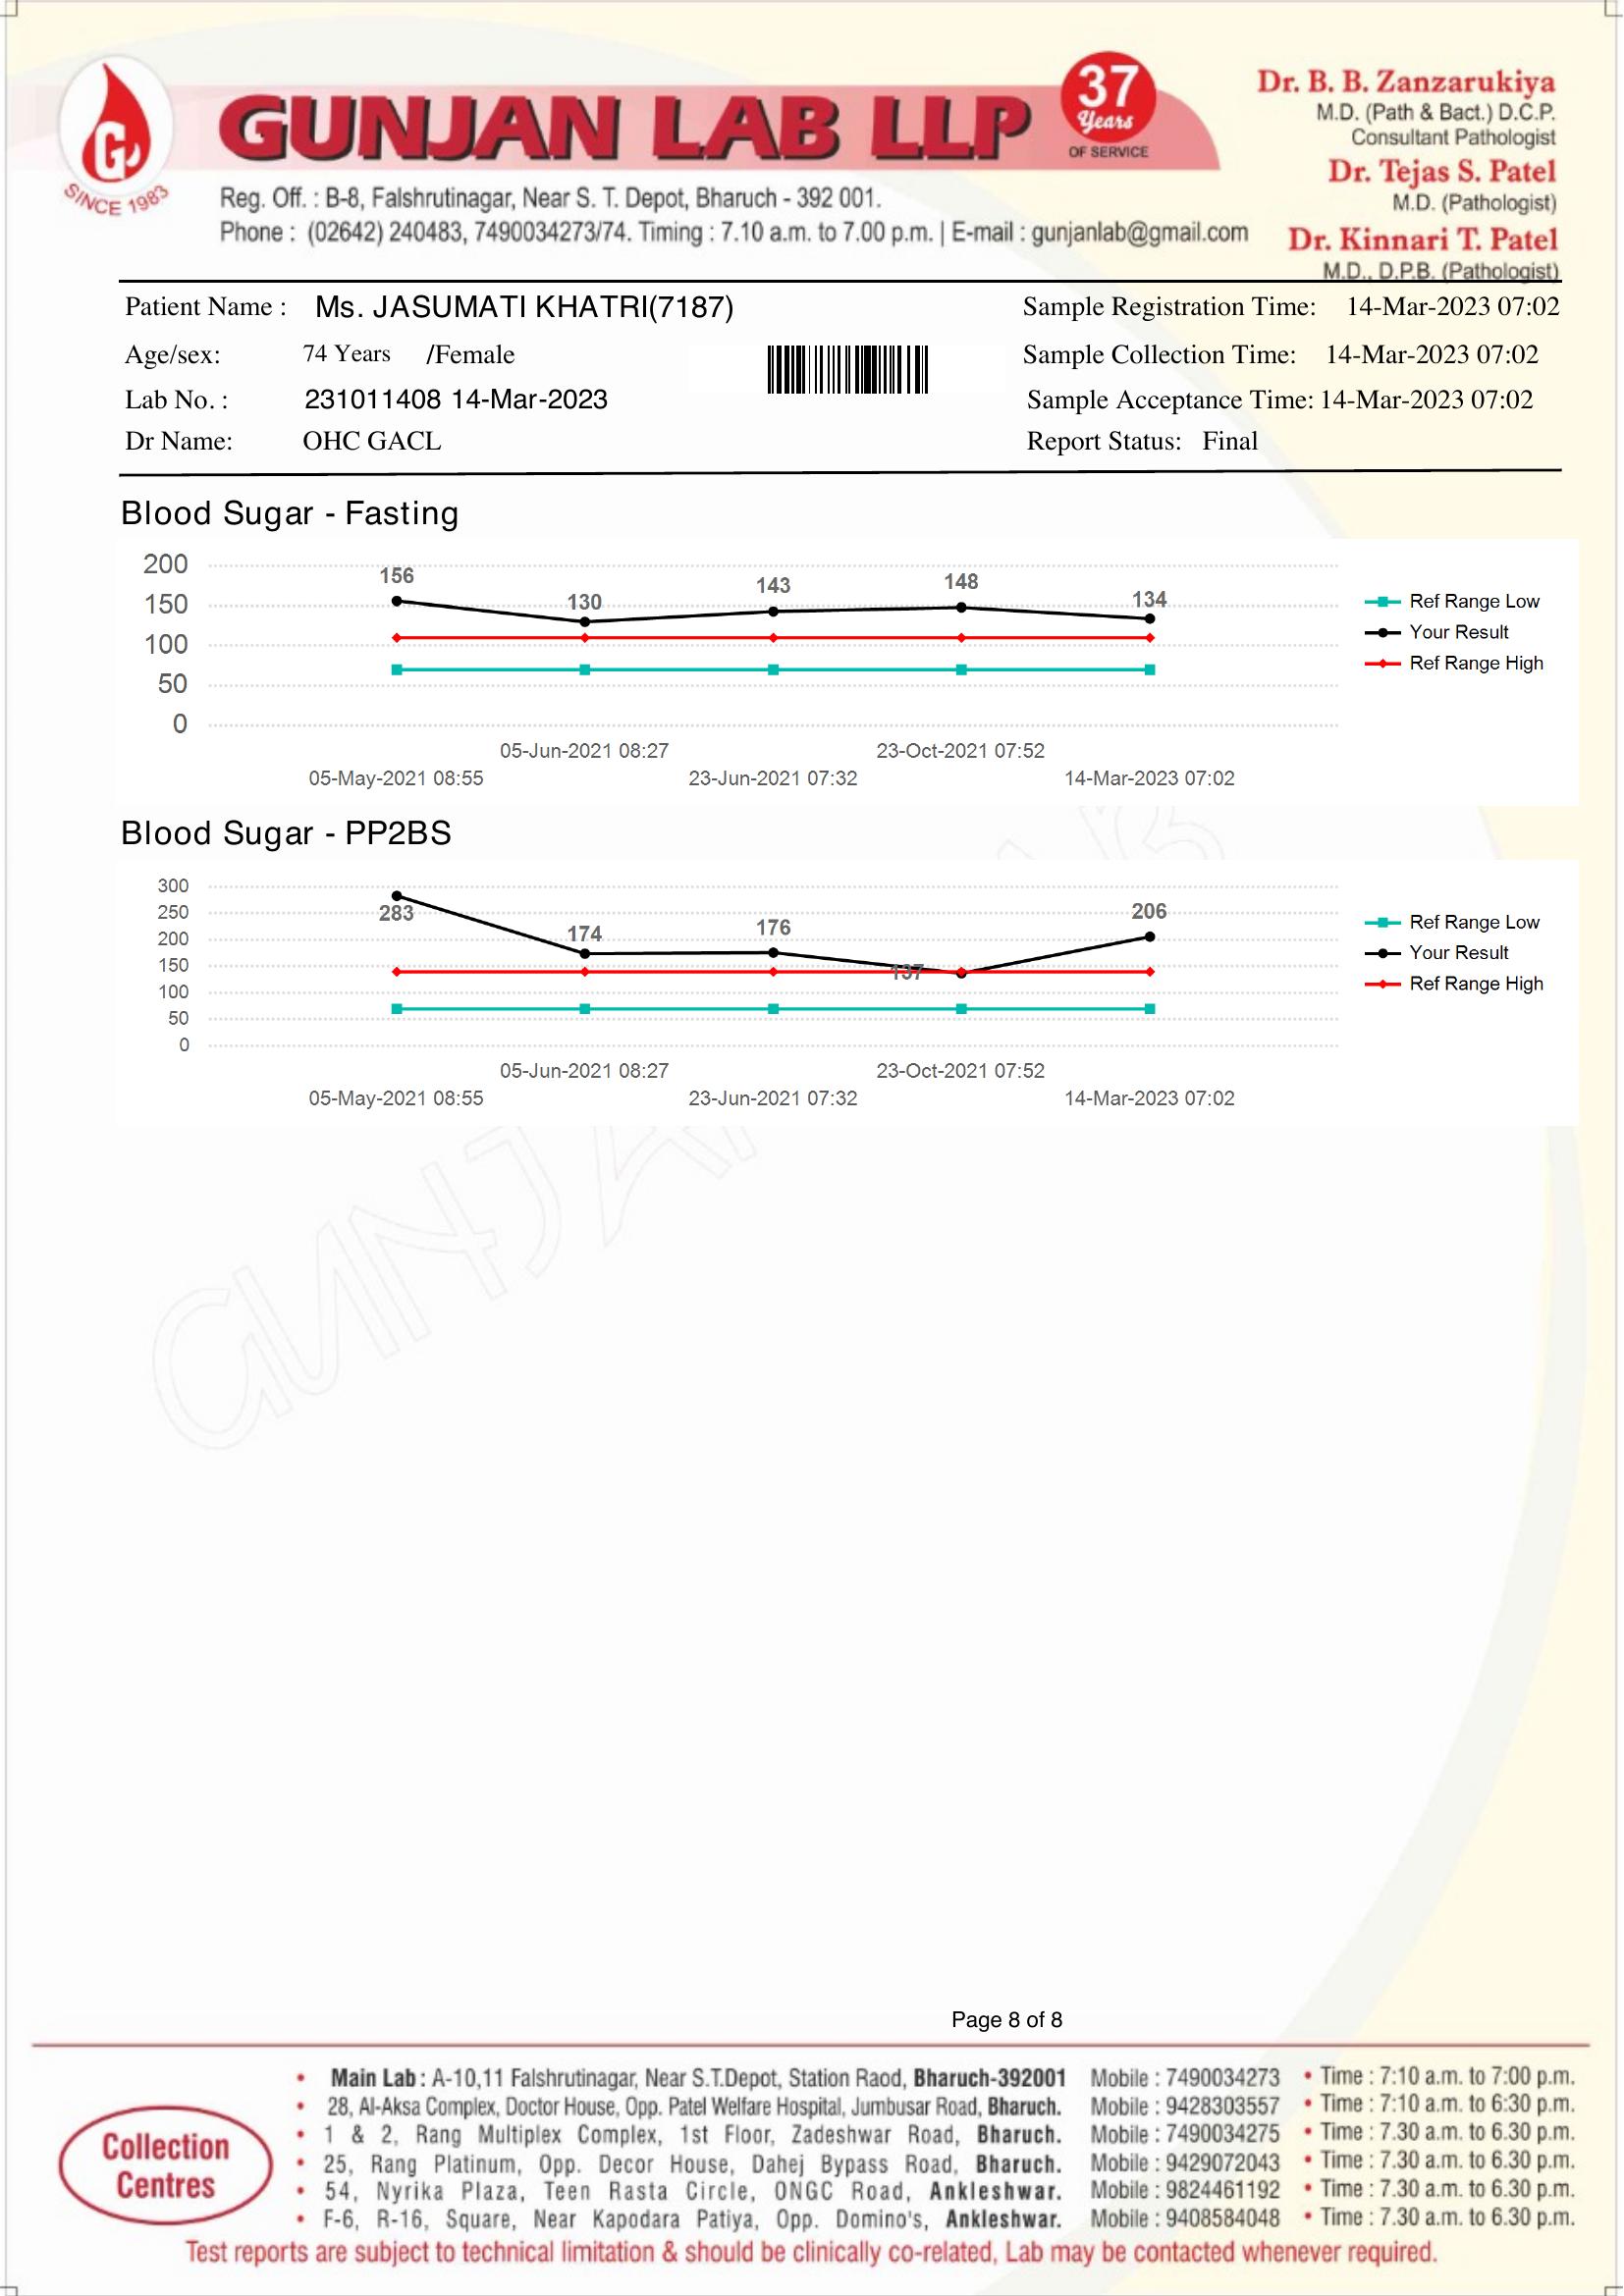 GUNJAN LAB LLP
G
SINCE 1983
37
Years
OF SERVICE
Reg. Off. : B-8, Falshrutinagar, Near S. T. Depot, Bharuch - 392 001.
Phone : (02642) 240483, 7490034273/74. Timing : 7.10 a.m. to 7.00 p.m. | E-mail : gunjanlab@gmail.com
Dr. B. B. Zanzarukiya
M.D. (Path & Bact.) D.C.P.
Consultant Pathologist
Dr. Tejas S. Patel
M.D. (Pathologist)
Dr. Kinnari T. Patel
M.D., D.P.B. (Pathologist)
Patient Name : Ms. JASUMATI KHATRI(7187) Sample Registration Time: 14-Mar-2023 07:02
Age/sex: 74 Years /Female Sample Collection Time: 14-Mar-2023 07:02
Lab No. : 231011408 14-Mar-2023 Sample Acceptance Time: 14-Mar-2023 07:02
Dr Name: OHC GACL Report Status: Final
Blood Sugar - Fasting
200
150
100
50
0
156 130 143 148 134
05-Jun-2021 08:27 23-Oct-2021 07:52
05-May-2021 08:55 23-Jun-2021 07:32 14-Mar-2023 07:02
Ref Range Low
Your Result
Ref Range High
Blood Sugar - PP2BS
300
250
200
150
100
50
0
283 174 176 137 206
05-Jun-2021 08:27 23-Oct-2021 07:52
05-May-2021 08:55 23-Jun-2021 07:32 14-Mar-2023 07:02
Ref Range Low
Your Result
Ref Range High
Page 8 of 8
Collection
Centres
• Main Lab : A-10,11 Falshrutinagar, Near S.T.Depot, Station Raod, Bharuch-392001 Mobile : 7490034273 • Time : 7:10 a.m. to 7:00 p.m.
• 28, Al-Aksa Complex, Doctor House, Opp. Patel Welfare Hospital, Jumbusar Road, Bharuch. Mobile : 9428303557 • Time : 7:10 a.m. to 6:30 p.m.
• 1 & 2, Rang Multiplex Complex, 1st Floor, Zadeshwar Road, Bharuch. Mobile : 7490034275 • Time : 7.30 a.m. to 6.30 p.m.
• 25, Rang Platinum, Opp. Decor House, Dahej Bypass Road, Bharuch. Mobile : 9429072043 • Time : 7.30 a.m. to 6.30 p.m.
• 54, Nyrika Plaza, Teen Rasta Circle, ONGC Road, Ankleshwar. Mobile : 9824461192 • Time : 7.30 a.m. to 6.30 p.m.
• F-6, R-16, Square, Near Kapodara Patiya, Opp. Domino's, Ankleshwar. Mobile : 9408584048 • Time : 7.30 a.m. to 6.30 p.m.
Test reports are subject to technical limitation & should be clinically co-related, Lab may be contacted whenever required.